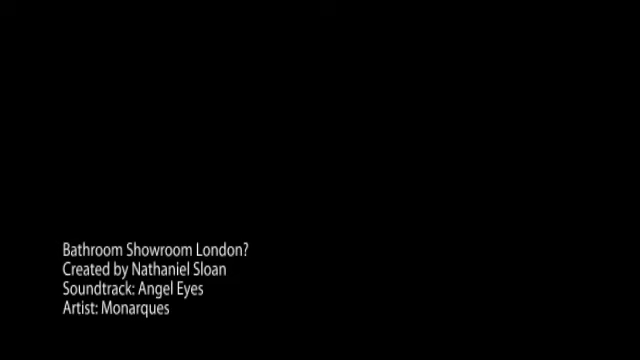 Bathroom Showroom London?
Created by Nathaniel Sloan
Soundtrack: Angel Eyes
Artist: Monarques